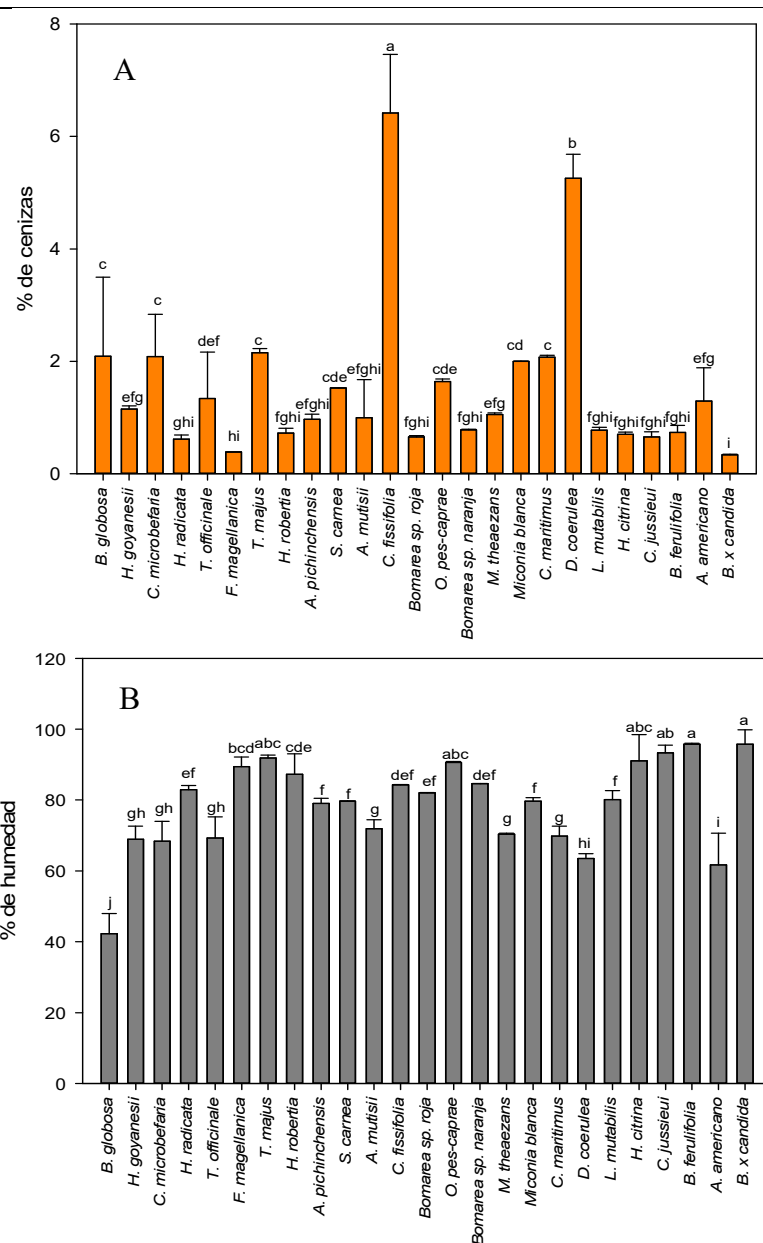 A
% de cenizas
8
6
4
2
0
c
efg
c
ghi
def
hi
c
fghi
efghi
cde
efghi
a
fghi
cde
fghi
efg
cd
c
b
fghi
fghi
fghi
fghi
efg
i
B. globosa
H. goyanesii
C. microbefaria
H. radicata
T. officinale
F. magellanica
T. majus
H. robertia
A. pichinchensis
S. carnea
A. mutisii
C. fissifolia
Bomarea sp. roja
O. pes-caprae
Bomarea sp. naranja
M. theaezans
Miconia blanca
C. maritimus
D. coerulea
L. mutabilis
H. citrina
C. jussieui
B. ferulifolia
A. americano
B. x candida
B
% de humedad
120
100
80
60
40
20
0
j
gh
gh
ef
gh
bcd
abc
cde
f
f
g
def
ef
abc
def
g
f
g
hi
f
abc
ab
a
i
a
B. globosa
H. goyanesii
C. microbefaria
H. radicata
T. officinale
F. magellanica
T. majus
H. robertia
A. pichinchensis
S. carnea
A. mutisii
C. fissifolia
Bomarea sp. roja
O. pes-caprae
Bomarea sp. naranja
M. theaezans
Miconia blanca
C. maritimus
D. coerulea
L. mutabilis
H. citrina
C. jussieui
B. ferulifolia
A. americano
B. x candida